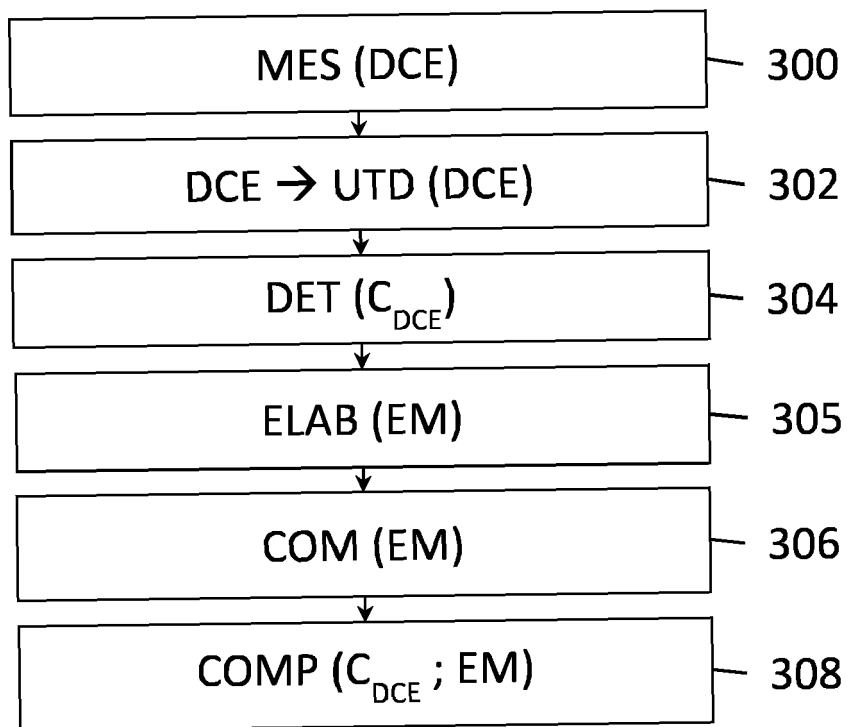 MES (DCE) 300
DCE → UTD (DCE) 302
DET (C_DCE) 304
ELAB (EM) 305
COM (EM) 306
COMP (C_DCE ; EM) 308